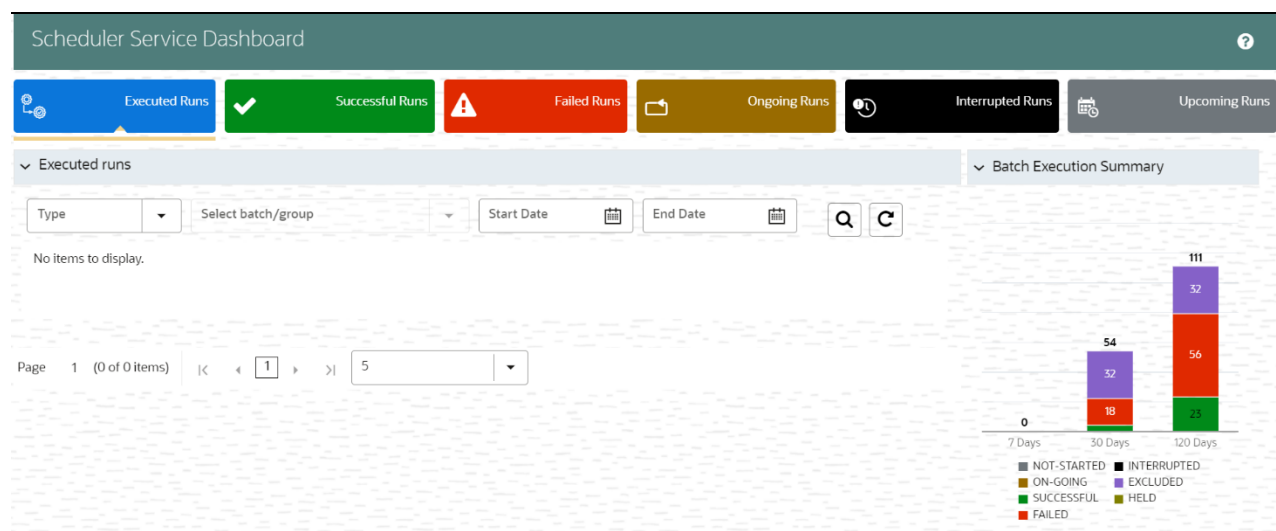 Scheduler Service Dashboard
Executed Runs
Successful Runs
Failed Runs
Ongoing Runs
Interrupted Runs
Upcoming Runs
Executed runs
Batch Execution Summary
Type
Select batch/group
Start Date
End Date
No items to display.
Page 1 (0 of 0 items) 1 5
111
32
54
56
32
18
23
0
7 Days 30 Days 120 Days
NOT-STARTED INTERRUPTED
ON-GOING EXCLUDED
SUCCESSFUL HELD
FAILED